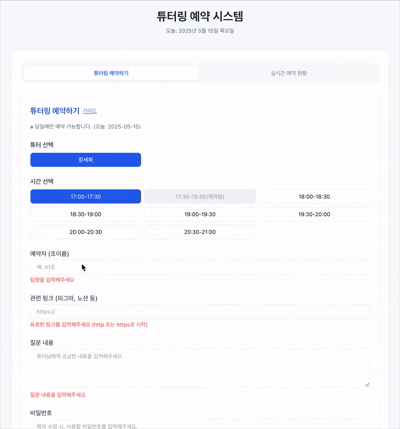 튜터링 예약 시스템
오늘: 2025년 5월 15일 목요일
튜터링 예약하기
실시간 예약 현황
튜터링 예약하기 가이드
※ 당일에만 예약 가능합니다. (오늘: 2025-05-15)
튜터 선택
정세희
시간 선택
17:00-17:30 17:30-18:00(예약됨) 18:00-18:30
18:30-19:00 19:00-19:30 19:30-20:00
20:00-20:30 20:30-21:00
예약자 (조이름)
예: A1조
팀명을 입력해주세요
관련 링크 (피그마, 노션 등)
https://
유효한 링크를 입력해주세요 (http 또는 https로 시작)
질문 내용
튜터님에게 궁금한 내용을 입력해주세요.
질문 내용을 입력해주세요
비밀번호
예약 수정 시, 사용할 비밀번호를 입력해주세요.